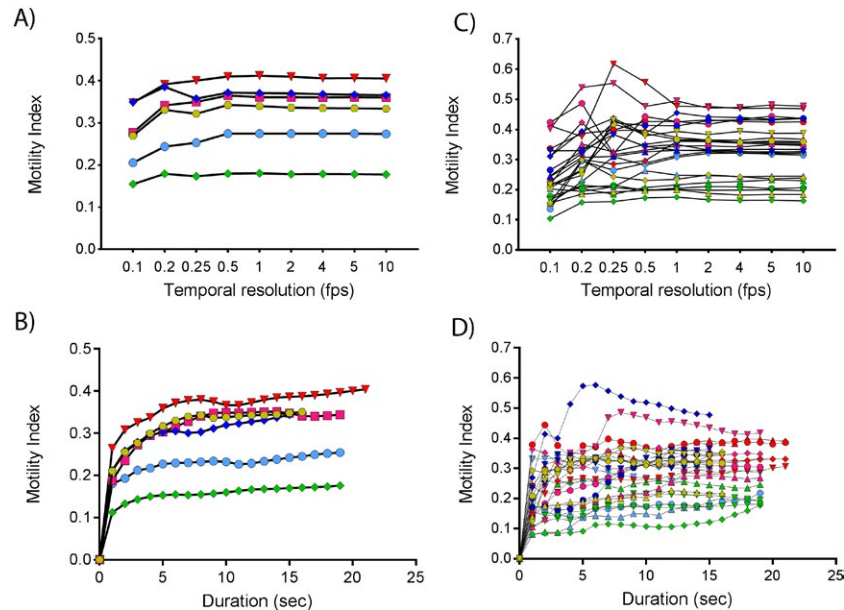 A)
0.5
0.4
0.3
0.2
0.1
0.0
Motility Index
0.1 0.2 0.25 0.5 1 2 4 5 10
Temporal resolution (fps)
C)
0.7
0.6
0.5
0.4
0.3
0.2
0.1
0.0
Motility Index
0.1 0.2 0.25 0.5 1 2 4 5 10
Temporal resolution (fps)
B)
0.5
0.4
0.3
0.2
0.1
0.0
Motility Index
0 5 10 15 20 25
Duration (sec)
D)
0.7
0.6
0.5
0.4
0.3
0.2
0.1
0.0
Motility Index
0 5 10 15 20 25
Duration (sec)